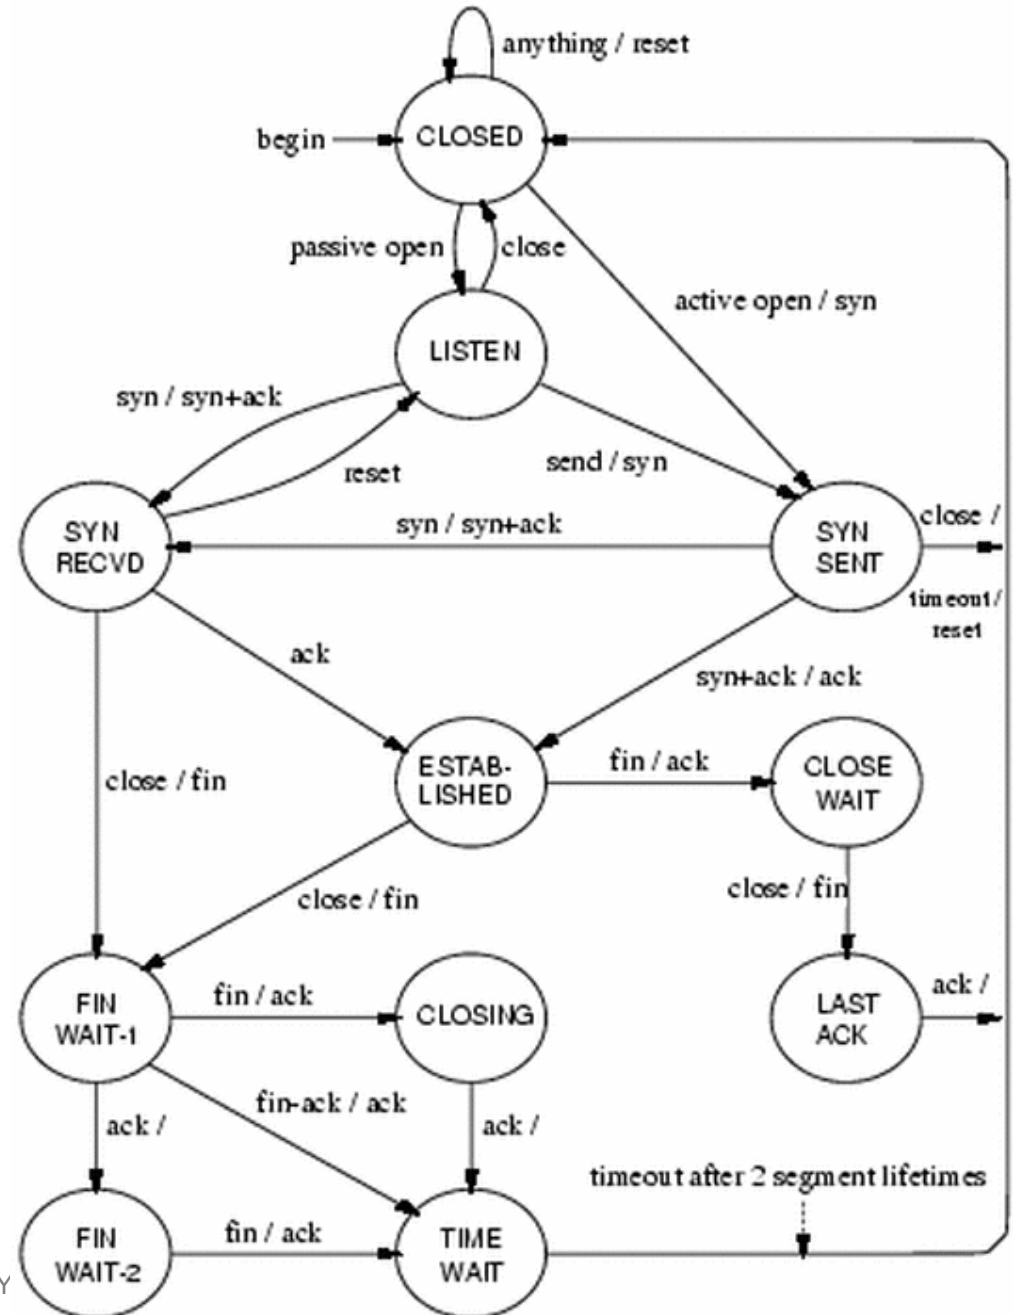 anything / reset
begin
CLOSED
passive open
close
active open / syn
LISTEN
syn / syn+ack
reset
send / syn
SYN
RECVD
syn / syn+ack
SYN
SENT
close /
timeout /
reset
ack
syn+ack / ack
ESTAB-
LISHED
fin / ack
CLOSE
WAIT
close / fin
close / fin
close / fin
FIN
WAIT-1
fin / ack
CLOSING
LAST
ACK
ack /
fin-ack / ack
ack /
ack /
timeout after 2 segment lifetimes
FIN
WAIT-2
fin / ack
TIME
WAIT
Y